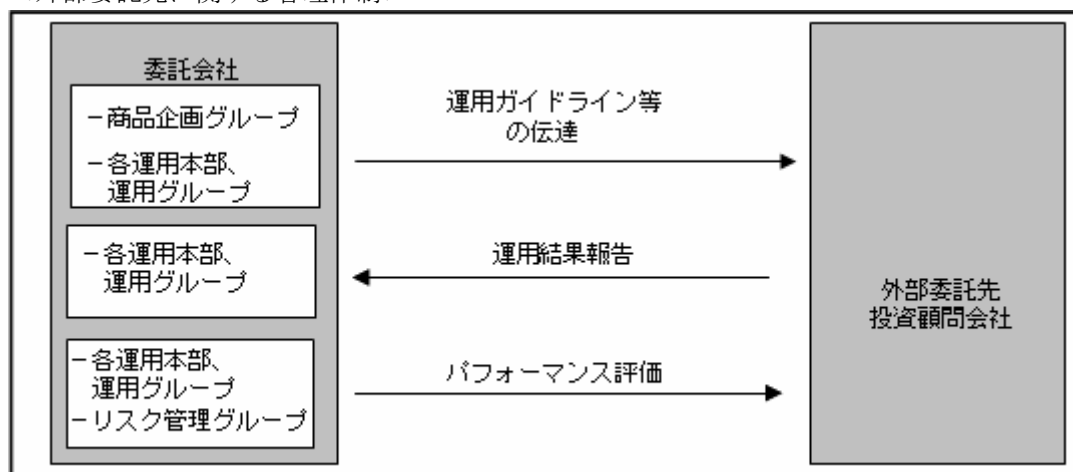 委託会社
－商品企画グループ
－各運用本部、
運用グループ
－各運用本部、
運用グループ
－各運用本部、
運用グループ
－リスク管理グループ
運用ガイドライン等
の伝達
運用結果報告
パフォーマンス評価
外部委託先
投資顧問会社